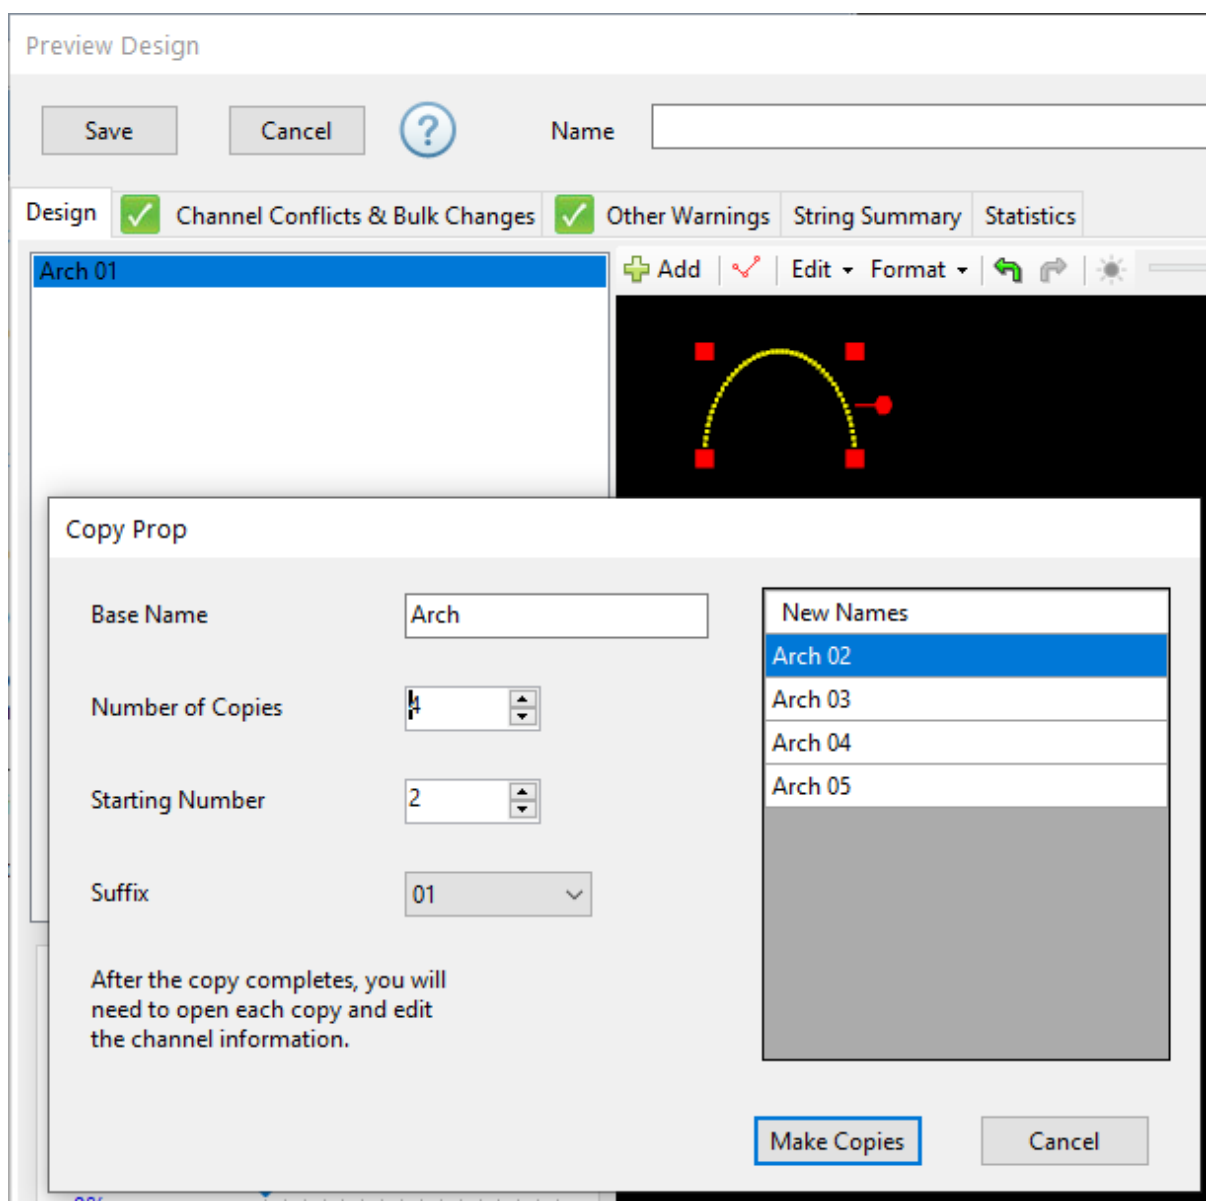 Preview Design
Save
Cancel
?
Name
Design
Channel Conflicts & Bulk Changes
Other Warnings
String Summary
Statistics
Arch 01
Add
Edit
Format
Copy Prop
Base Name
Arch
Number of Copies
4
Starting Number
2
Suffix
01
After the copy completes, you will
need to open each copy and edit
the channel information.
New Names
Arch 02
Arch 03
Arch 04
Arch 05
Make Copies
Cancel